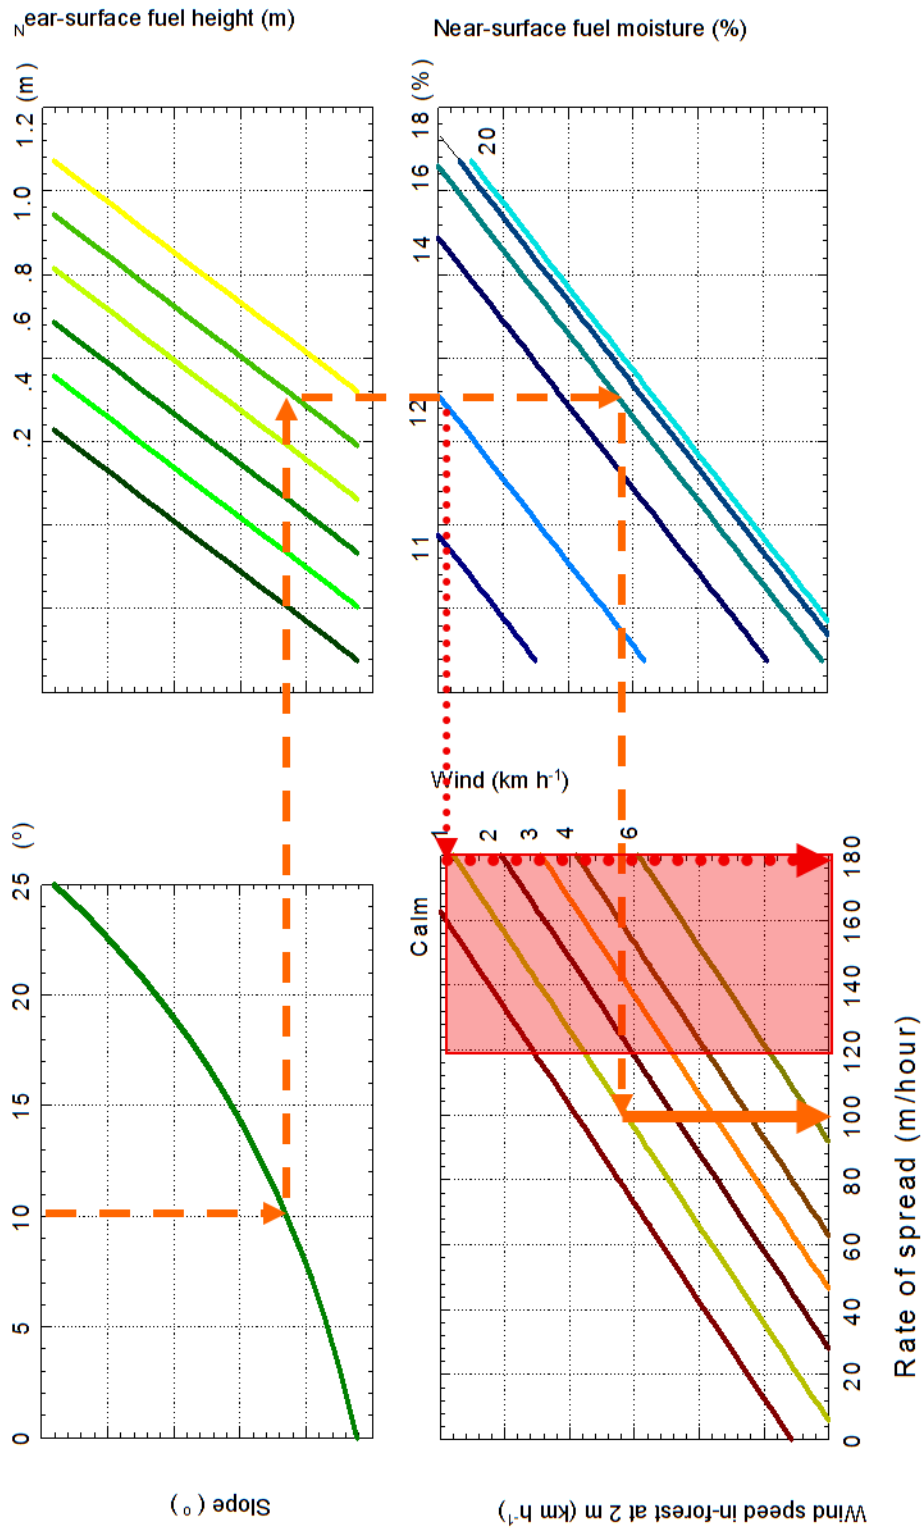 Near-surface fuel height (m)
.2 .4 .6 .8 1.0 1.2 (m)
Near-surface fuel moisture (%)
11 12 14 16 18 (%)
20
0 5 10 15 20 25 (º)
Slope (º)
Wind (km h-1)
Calm 1 2 3 4 6
Wind speed in-forest at 2 m (km h-1)
0 20 40 60 80 100 120 140 160 180
Rate of spread (m/hour)